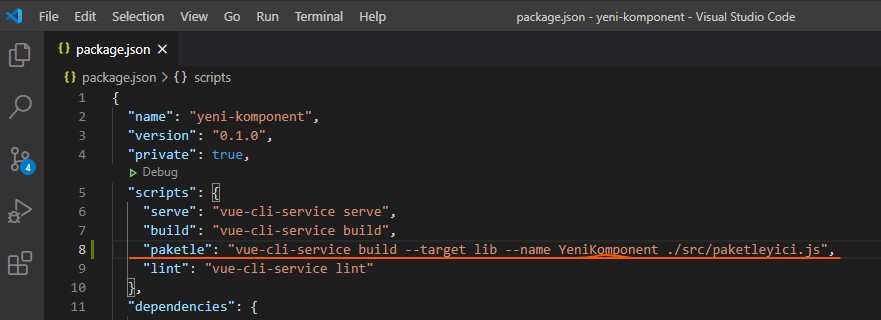 File Edit Selection View Go Run Terminal Help package.json - yeni-komponent - Visual Studio Code
{} package.json ×
{} package.json > {} scripts
1 {
2 "name": "yeni-komponent",
3 "version": "0.1.0",
4 "private": true,
Debug
5 "scripts": {
6 "serve": "vue-cli-service serve",
7 "build": "vue-cli-service build",
8 "paketle": "vue-cli-service build --target lib --name YeniKomponent ./src/paketleyici.js",
9 "lint": "vue-cli-service lint"
10 },
11 "dependencies": {
4